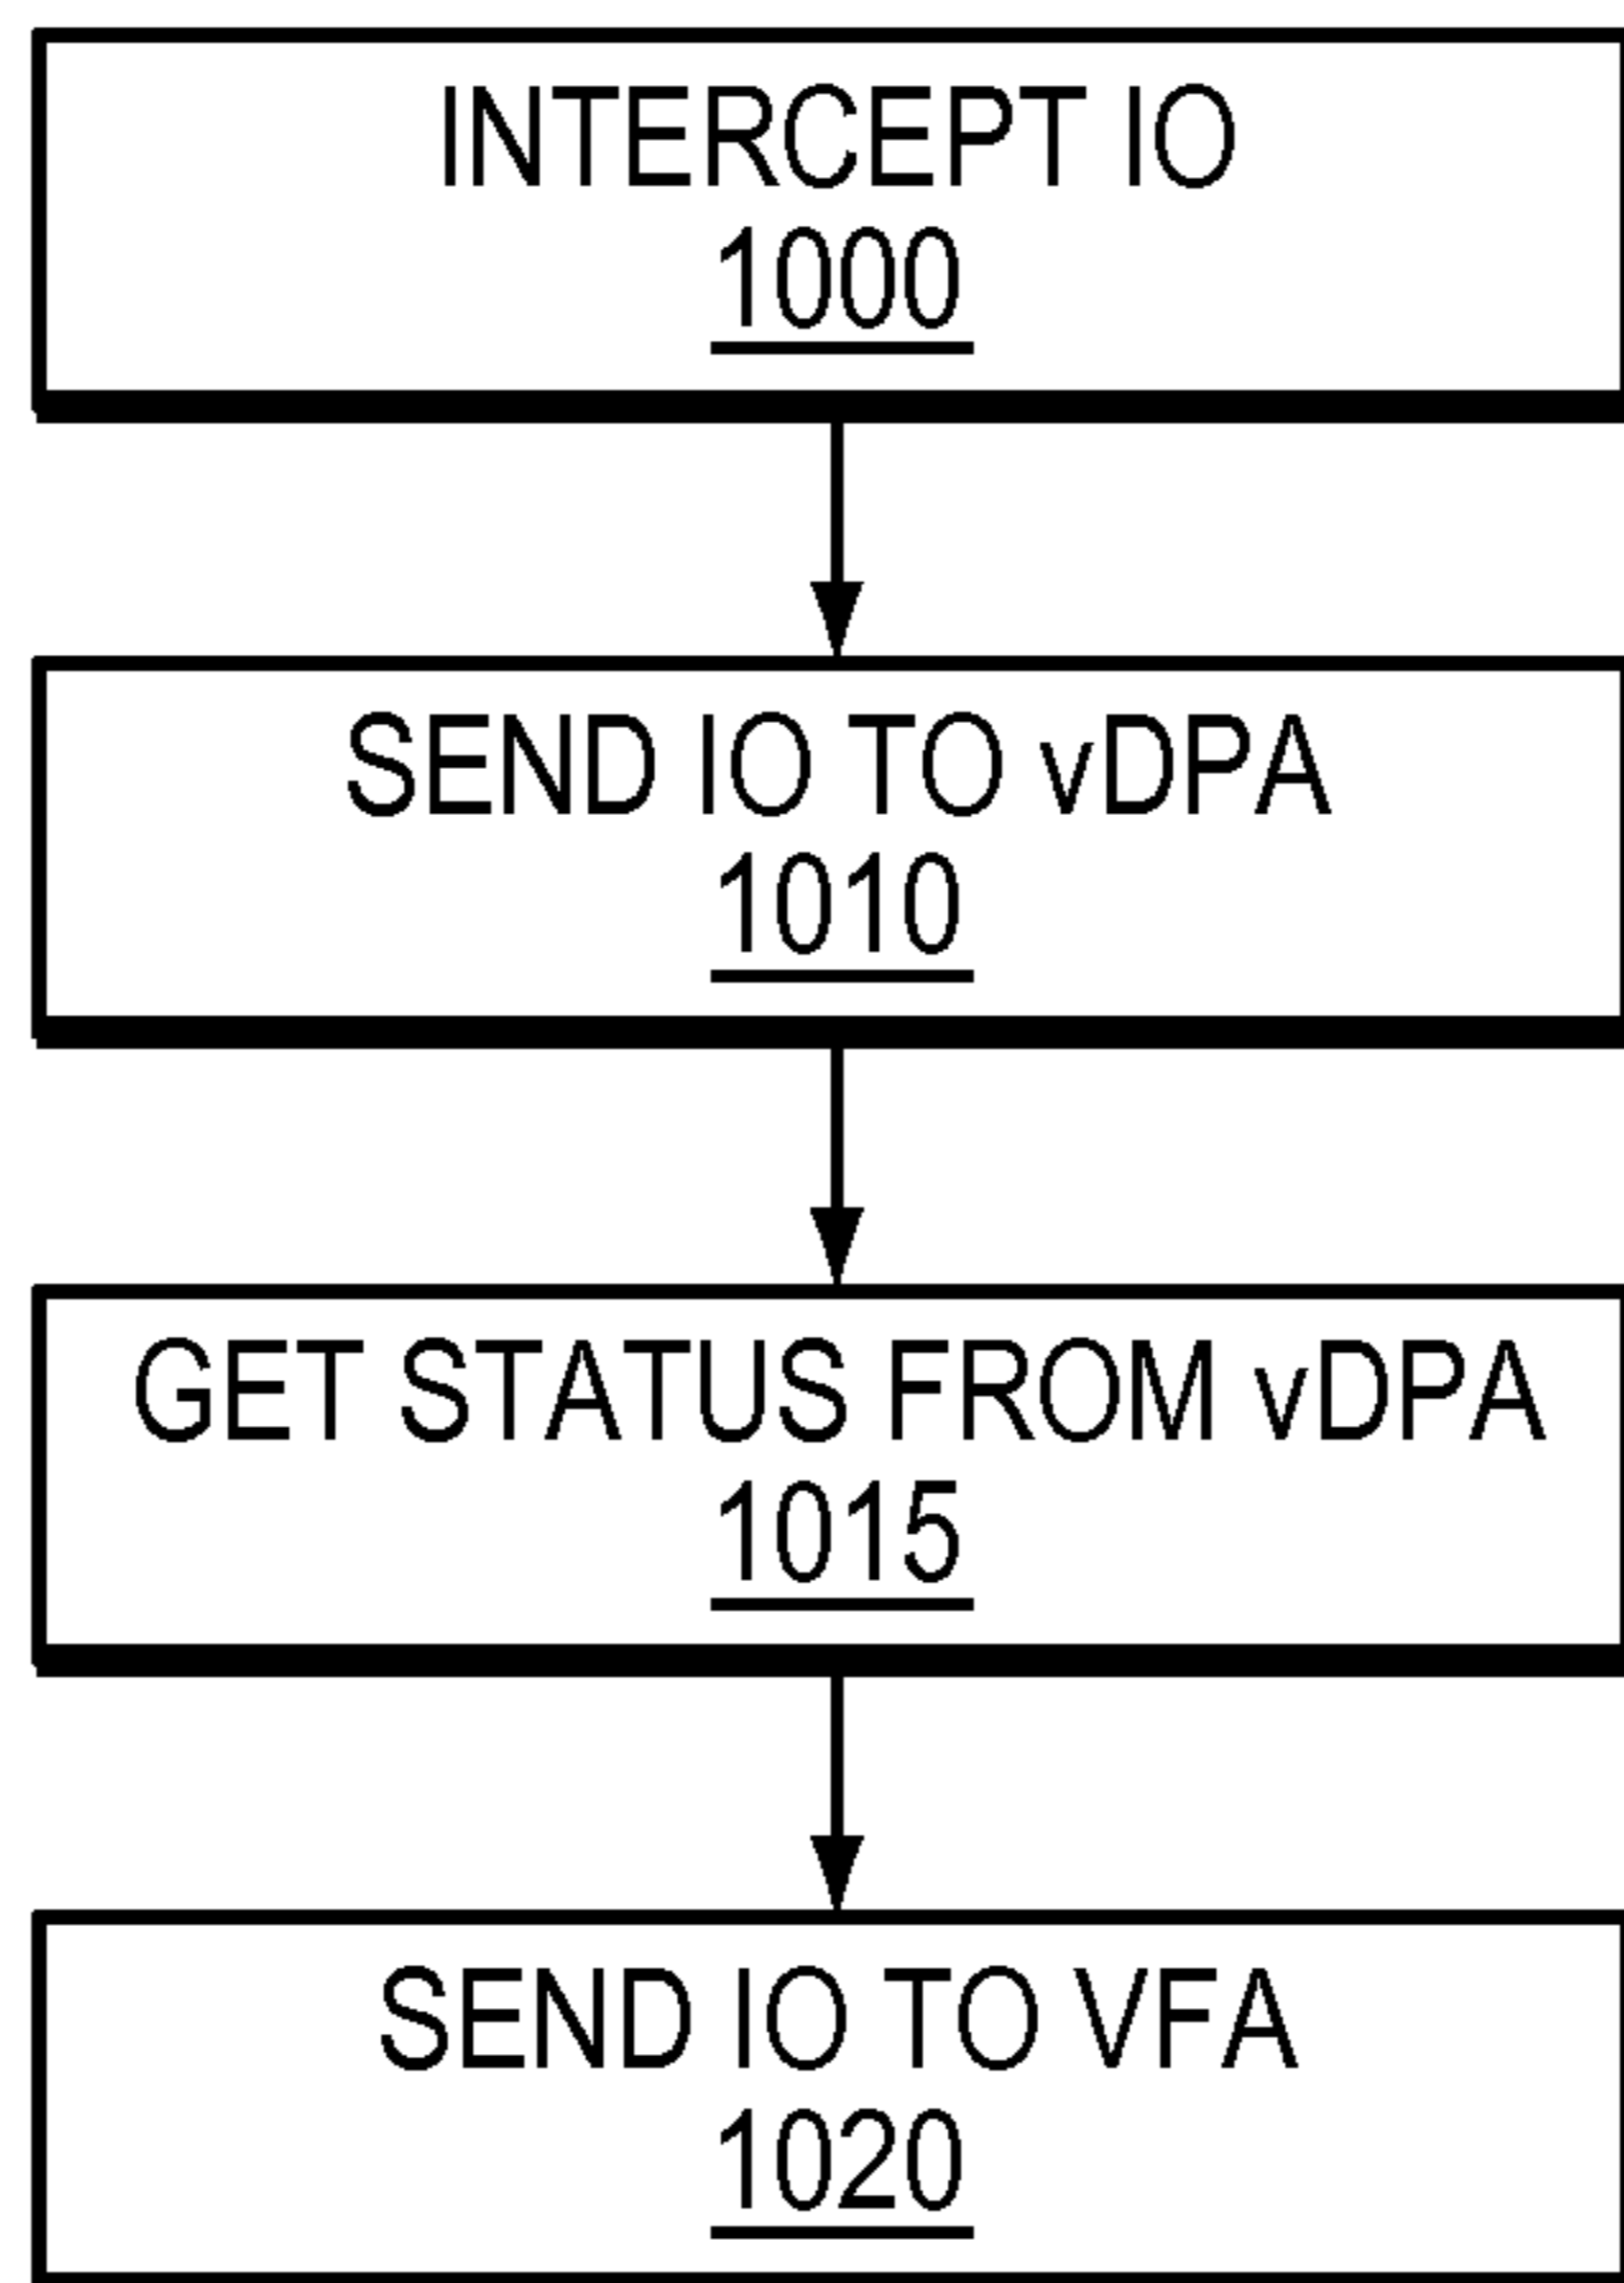 INTERCEPT IO
1000
SEND IO TO vDPA
1010
GET STATUS FROM vDPA
1015
SEND IO TO VFA
1020